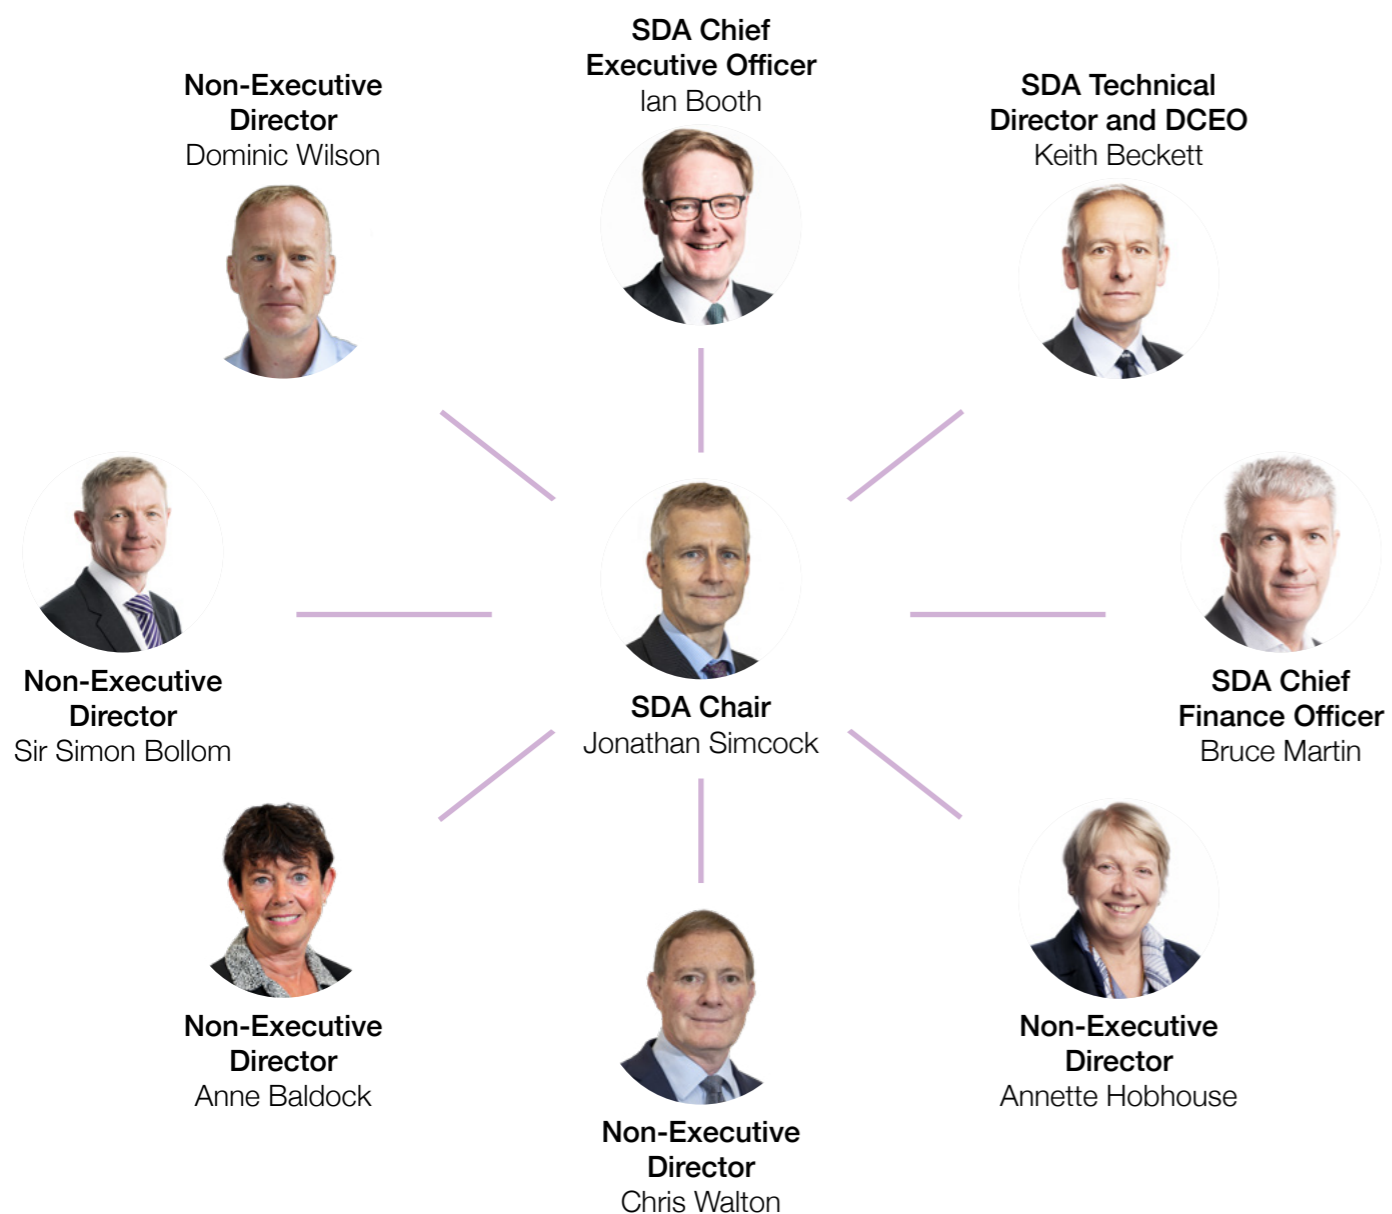 SDA Chief
Executive Officer
Ian Booth
Non-Executive
Director
Dominic Wilson
SDA Technical
Director and DCEO
Keith Beckett
Non-Executive
Director
Sir Simon Bollom
SDA Chair
Jonathan Simcock
SDA Chief
Finance Officer
Bruce Martin
Non-Executive
Director
Anne Baldock
Non-Executive
Director
Chris Walton
Non-Executive
Director
Annette Hobhouse